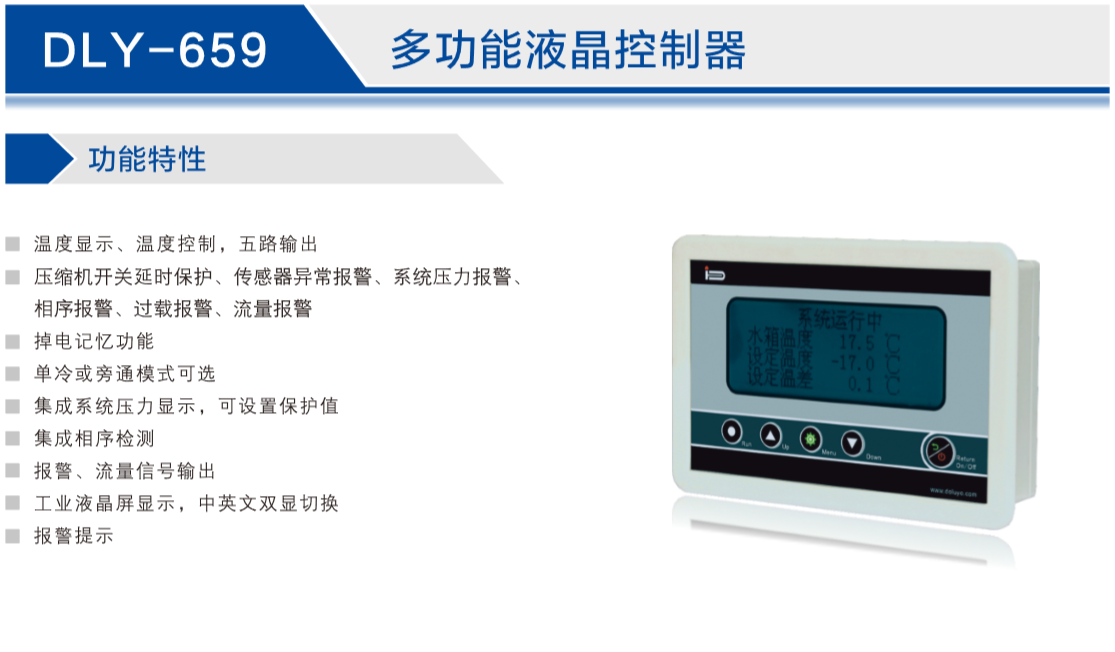 DLY-659
多功能液晶控制器
功能特性
温度显示、温度控制，五路输出
压缩机开关延时保护、传感器异常报警、系统压力报警、
相序报警、过载报警、流量报警
掉电记忆功能
单冷或旁通模式可选
集成系统压力显示，可设置保护值
集成相序检测
报警、流量信号输出
工业液晶屏显示，中英文双显切换
报警提示
系统运行中
水箱温度 17.5 ℃
设定温度 -17.0 ℃
设定温差 0.1 ℃
Run
Up
Menu
Down
Return
On/Off